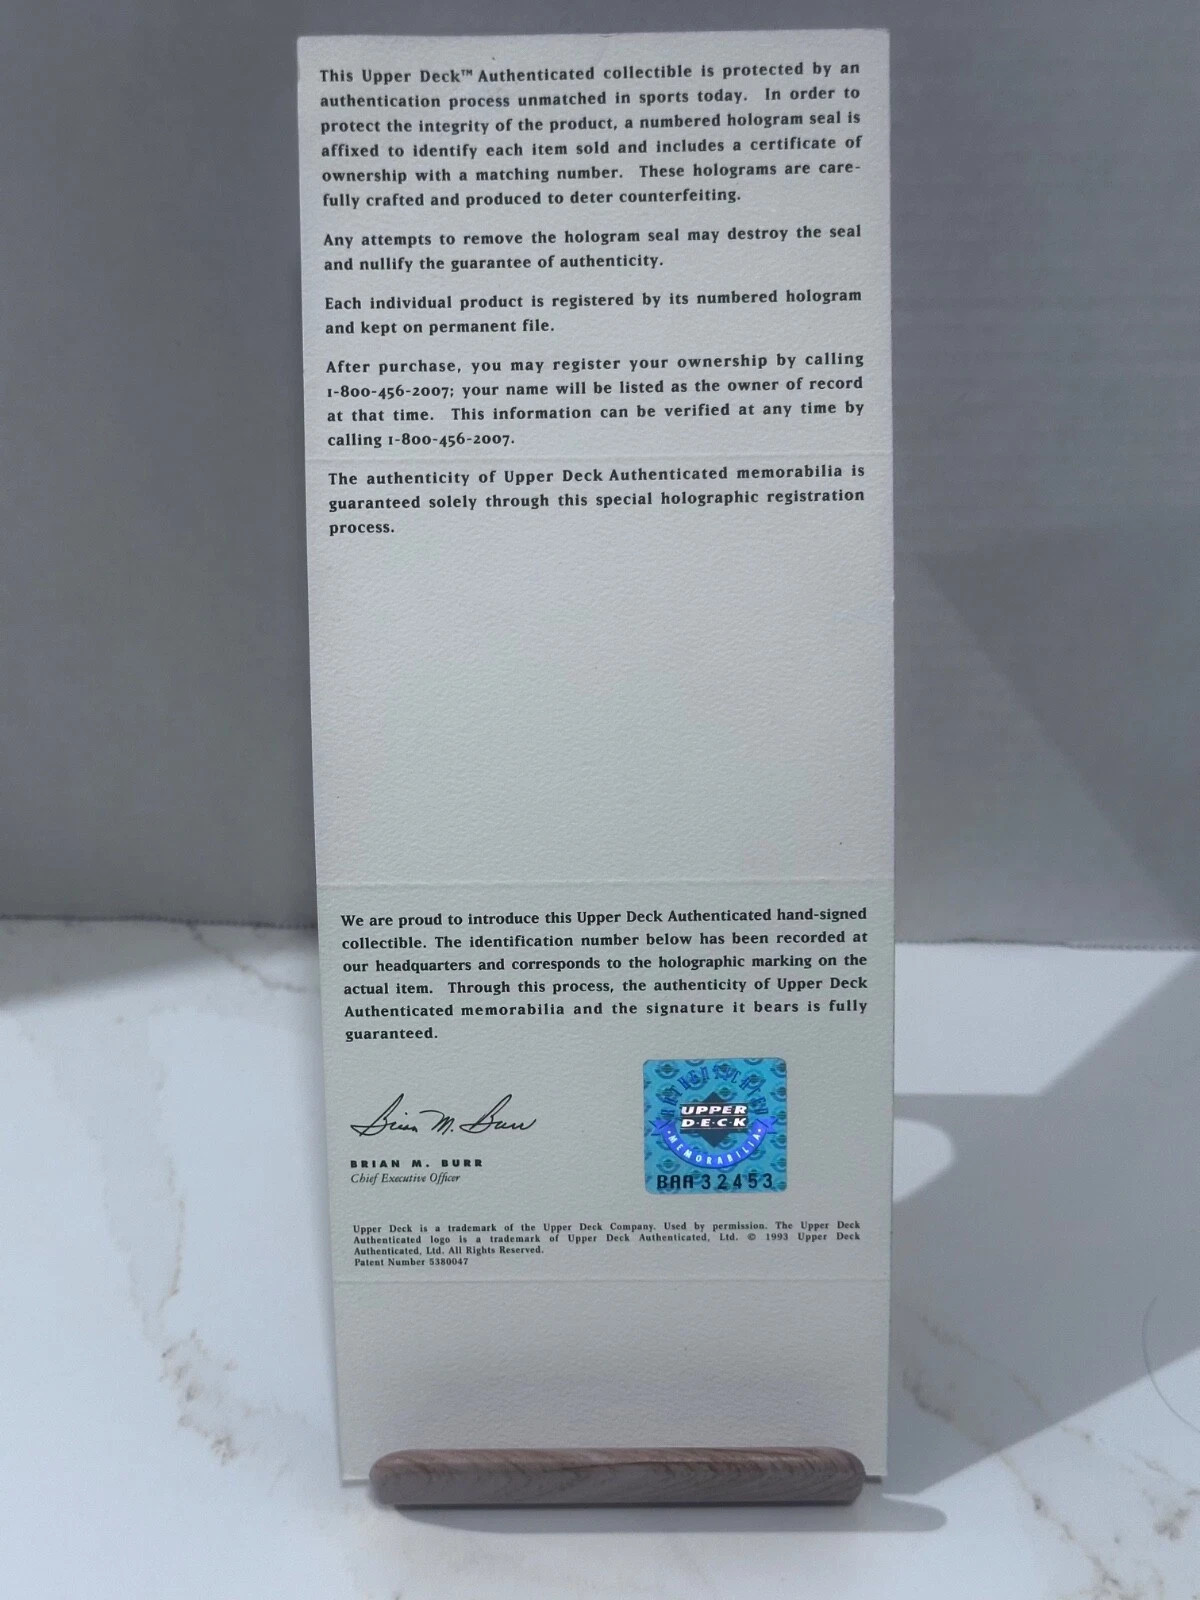 This Upper Deck™ Authenticated collectible is protected by an
authentication process unmatched in sports today. In order to
protect the integrity of the product, a numbered hologram seal is
affixed to identify each item sold and includes a certificate of
ownership with a matching number. These holograms are care-
fully crafted and produced to deter counterfeiting.
Any attempts to remove the hologram seal may destroy the seal
and nullify the guarantee of authenticity.
Each individual product is registered by its numbered hologram
and kept on permanent file.
After purchase, you may register your ownership by calling
1-800-456-2007; your name will be listed as the owner of record
at that time. This information can be verified at any time by
calling 1-800-456-2007.
The authenticity of Upper Deck Authenticated memorabilia is
guaranteed solely through this special holographic registration
process.
We are proud to introduce this Upper Deck Authenticated hand-signed
collectible. The identification number below has been recorded at
our headquarters and corresponds to the holographic marking on the
actual item. Through this process, the authenticity of Upper Deck
Authenticated memorabilia and the signature it bears is fully
guaranteed.
Brian M. Burr
BRIAN M. BURR
Chief Executive Officer
AUTHENTICATED
UPPER
D·E·C·K
·MEMORABILIA·
BAA 32453
Upper Deck is a trademark of the Upper Deck Company. Used by permission. The Upper Deck
Authenticated logo is a trademark of Upper Deck Authenticated, Ltd. © 1993 Upper Deck
Authenticated, Ltd. All Rights Reserved.
Patent Number 5380047